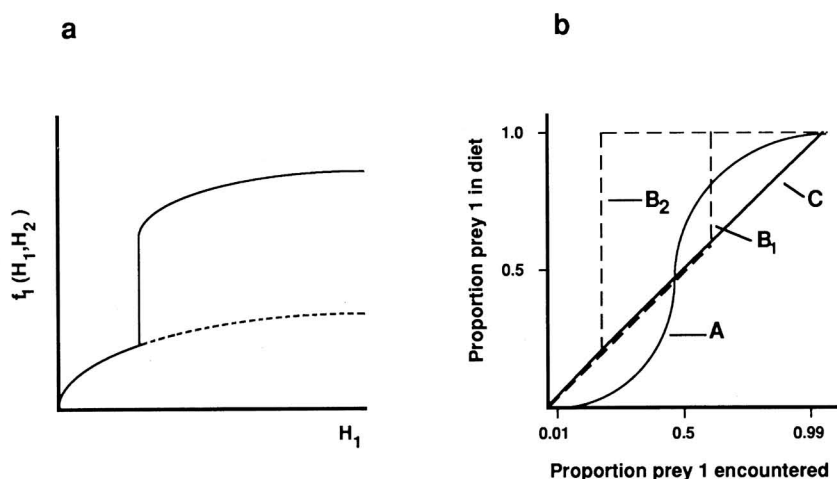 a
f₁ (H₁,H₂)
H₁
b
Proportion prey 1 in diet
1.0
0.5
B₂
C
B₁
A
0.01
0.5
0.99
Proportion prey 1 encountered